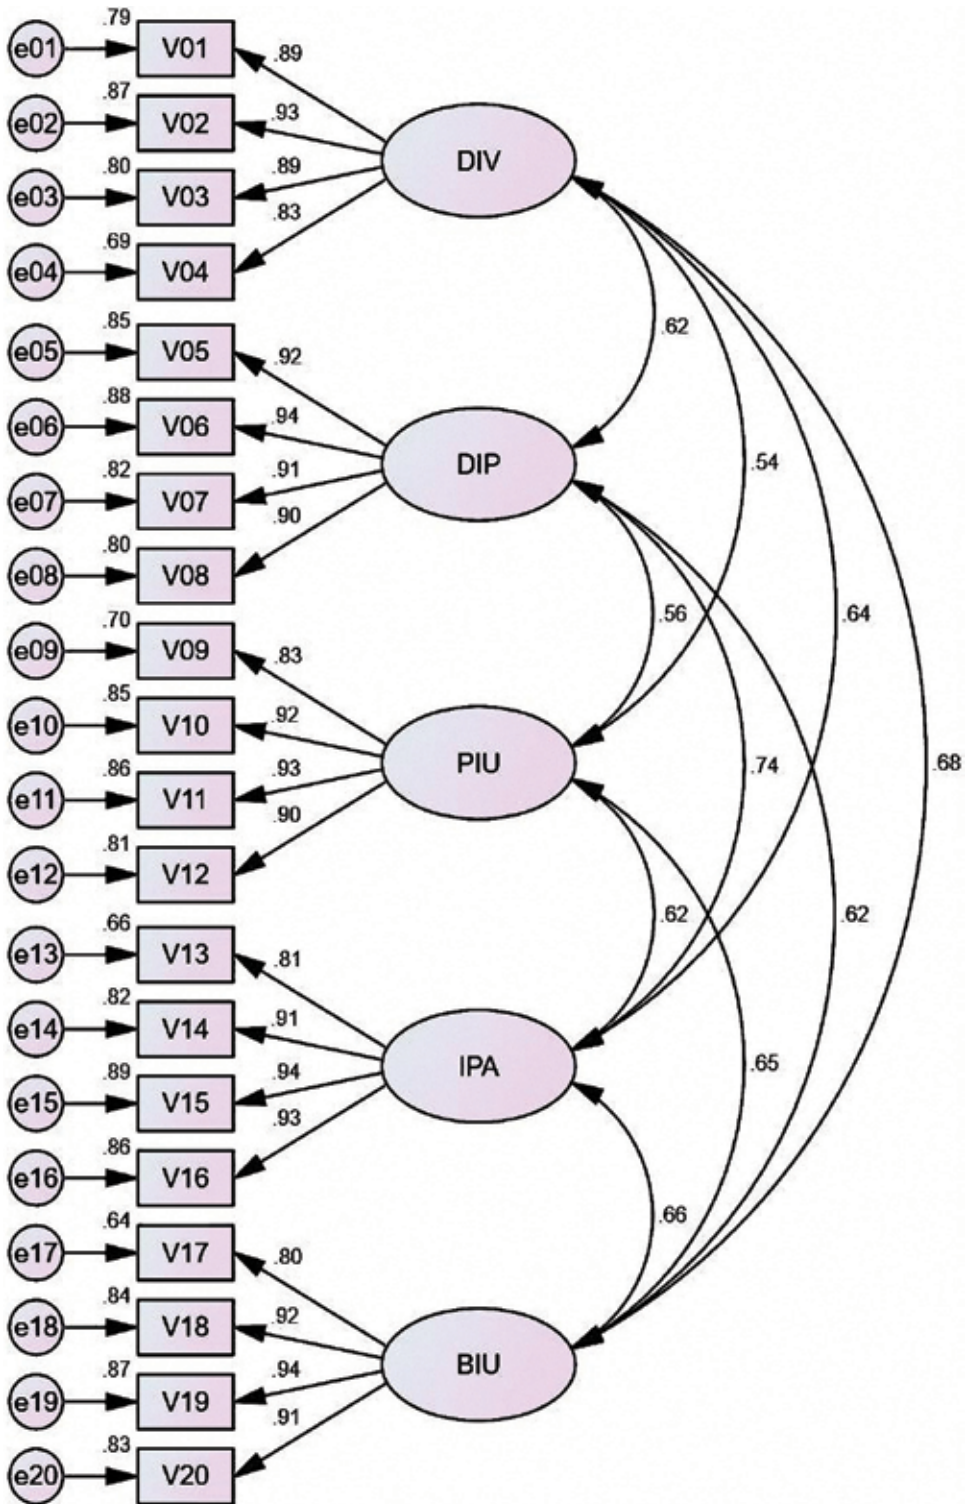 .79
e01 V01 .89
.87
e02 V02 .93
DIV
.80
e03 V03 .89
.83
.69
e04 V04
.62
.85
e05 V05 .92
.88
e06 V06 .94
DIP .54
.82
e07 V07 .91
.90
.80
e08 V08
.70 .56 .64
e09 V09 .83
.85
e10 V10 .92
PIU .74 .68
.86
e11 V11 .93
.90
.81
e12 V12
.66 .62 .62
e13 V13 .81
.82
e14 V14 .91
IPA .65
.89
e15 V15 .94
.93
.86
e16 V16
.64 .66
e17 V17 .80
.84
e18 V18 .92
BIU
.87
e19 V19 .94
.91
.83
e20 V20